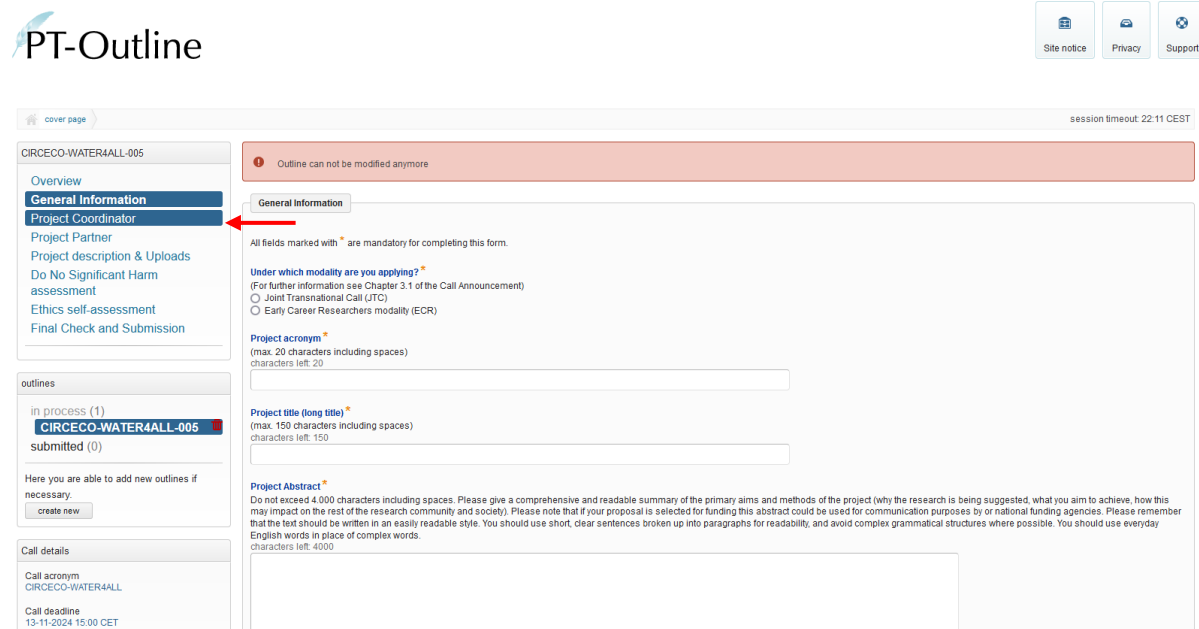 PT-Outline
Site notice
Privacy
Support
cover page
session timeout: 22:11 CEST
CIRCECO-WATER4ALL-005
Overview
General Information
Project Coordinator
Project Partner
Project description & Uploads
Do No Significant Harm
assessment
Ethics self-assessment
Final Check and Submission
outlines
in process (1)
CIRCECO-WATER4ALL-005
submitted (0)
Here you are able to add new outlines if
necessary.
create new
Call details
Call acronym
CIRCECO-WATER4ALL
Call deadline
13-11-2024 15:00 CET
Outline can not be modified anymore
General Information
All fields marked with * are mandatory for completing this form.
Under which modality are you applying? *
(For further information see Chapter 3.1 of the Call Announcement)
Joint Transnational Call (JTC)
Early Career Researchers modality (ECR)
Project acronym *
(max. 20 characters including spaces)
characters left: 20
Project title (long title) *
(max. 150 characters including spaces)
characters left: 150
Project Abstract *
Do not exceed 4.000 characters including spaces. Please give a comprehensive and readable summary of the primary aims and methods of the project (why the research is being suggested, what you aim to achieve, how this
may impact on the rest of the research community and society). Please note that if your proposal is selected for funding this abstract could be used for communication purposes by or national funding agencies. Please remember
that the text should be written in an easily readable style. You should use short, clear sentences broken up into paragraphs for readability, and avoid complex grammatical structures where possible. You should use everyday
English words in place of complex words.
characters left: 4000